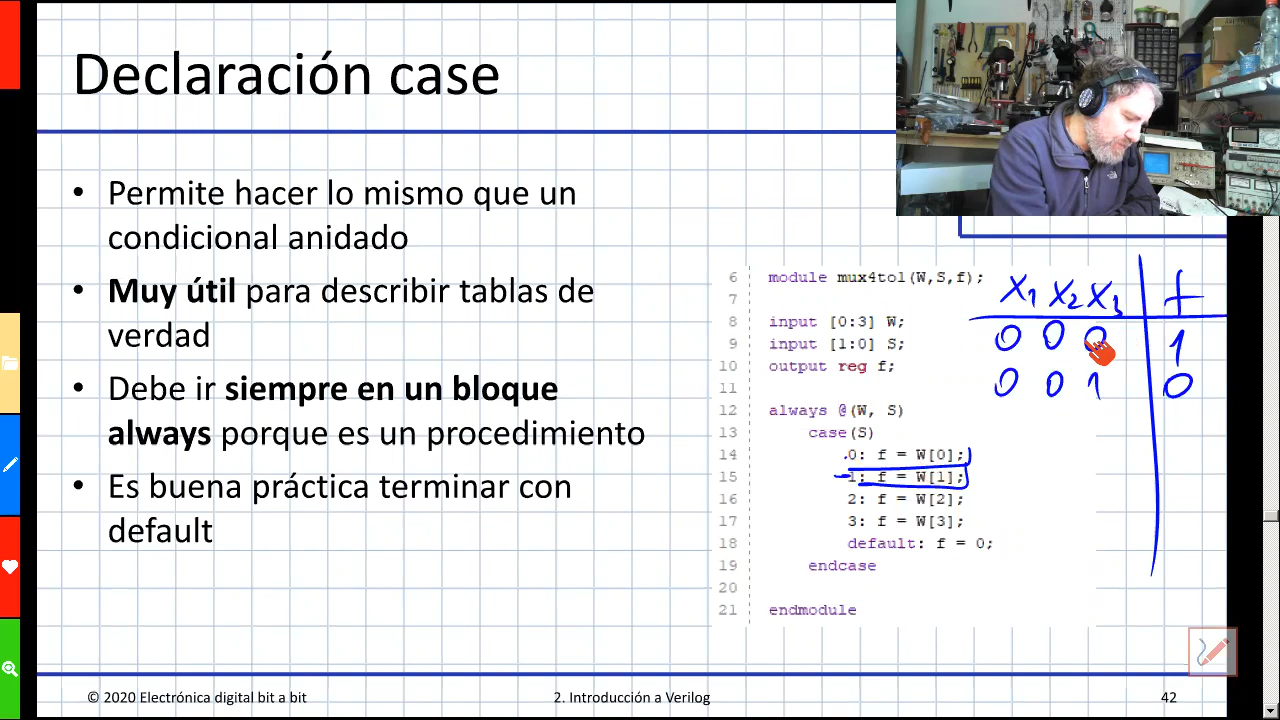 Declaración case
• Permite hacer lo mismo que un
condicional anidado
• Muy útil para describir tablas de
verdad
• Debe ir siempre en un bloque
always porque es un procedimiento
• Es buena práctica terminar con
default
6 module mux4to1(W,S,f);
7
8 input [0:3] W;
9 input [1:0] S;
10 output reg f;
11
12 always @(W, S)
13 case(S)
14 0: f = W[0];
15 1: f = W[1];
16 2: f = W[2];
17 3: f = W[3];
18 default: f = 0;
19 endcase
20
21 endmodule
X1 X2 X3 f
0 0 0 1
0 0 1 0
© 2020 Electrónica digital bit a bit
2. Introducción a Verilog
42